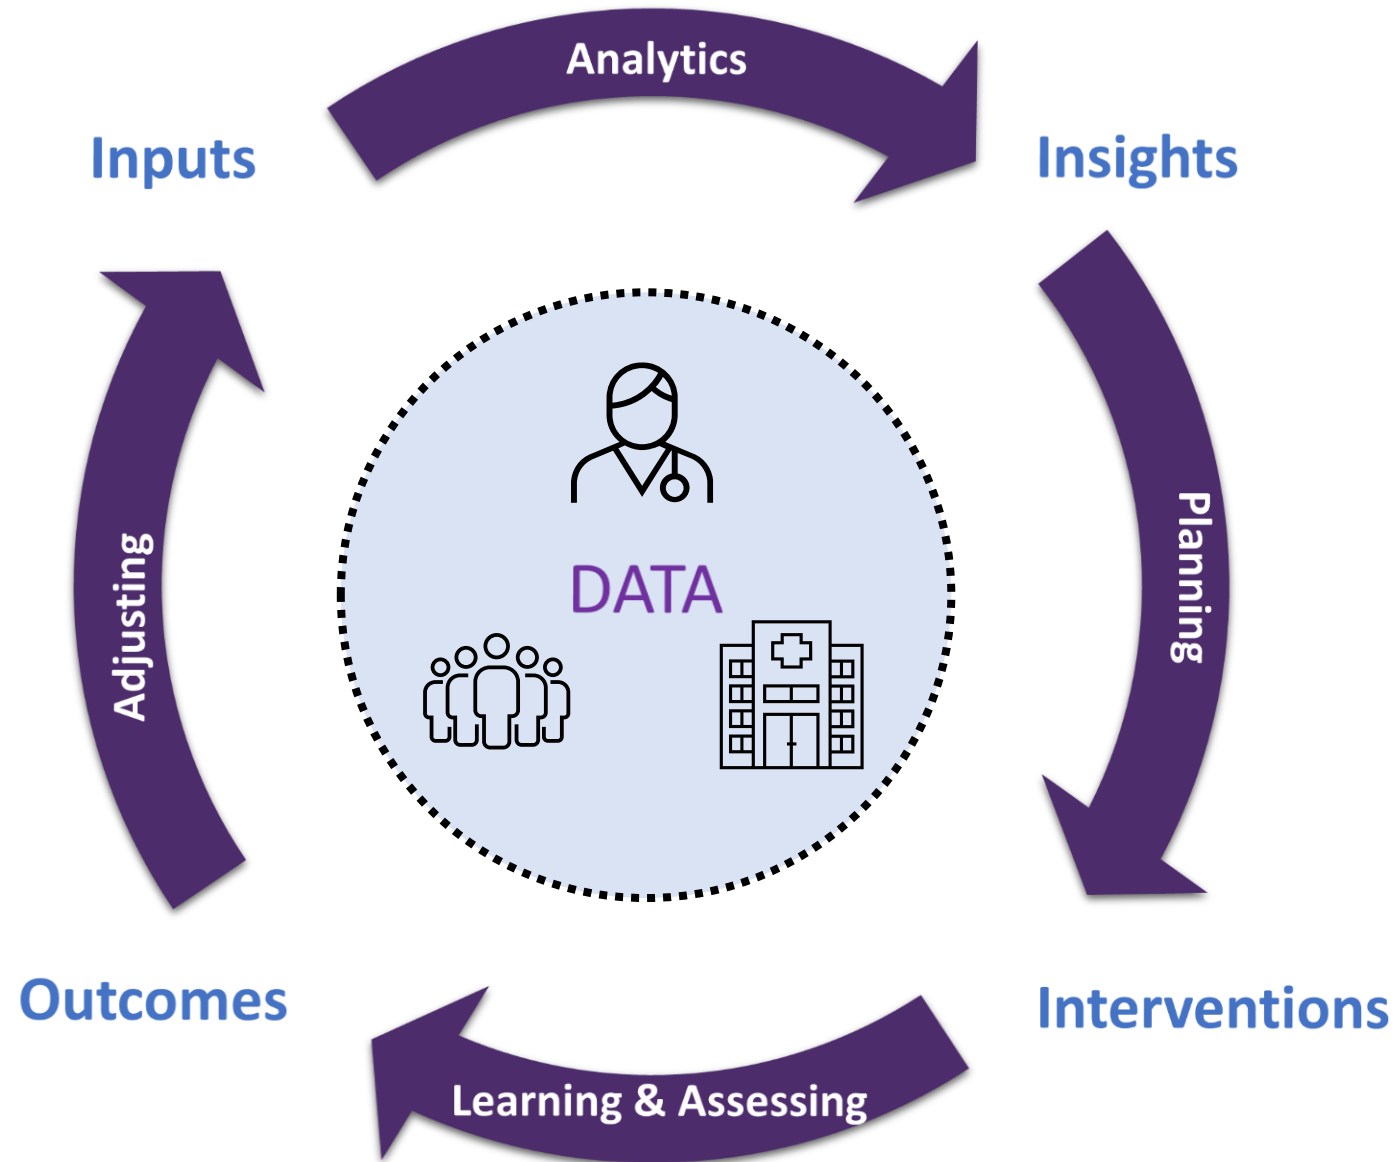 Analytics
Inputs
Insights
Planning
DATA
Adjusting
Outcomes
Interventions
Learning & Assessing